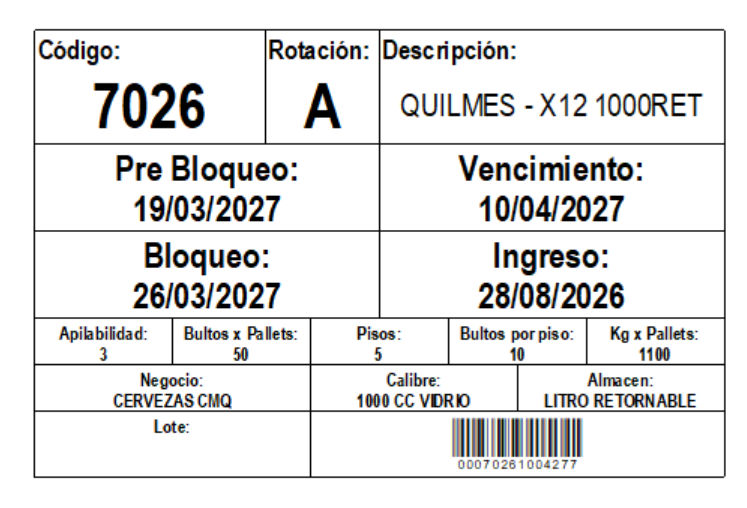 Código:
Rotación:
Descripción:
7026
A
QUILMES - X12 1000RET
Pre Bloqueo:
19/03/2027
Vencimiento:
10/04/2027
Bloqueo:
26/03/2027
Ingreso:
28/08/2026
Apilabilidad:
3
Bultos x Pallets:
50
Pisos:
5
Bultos por piso:
10
Kg x Pallets:
1100
Negocio:
CERVEZAS CMQ
Calibre:
1000 CC VIDRIO
Almacen:
LITRO RETORNABLE
Lote:
00070261004277